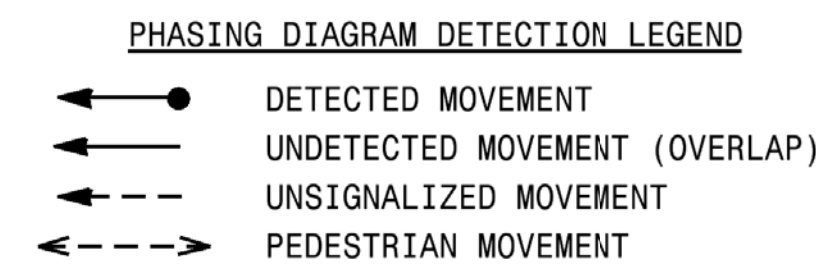 PHASING DIAGRAM DETECTION LEGEND
DETECTED MOVEMENT
UNDETECTED MOVEMENT (OVERLAP)
UNSIGNALIZED MOVEMENT
PEDESTRIAN MOVEMENT